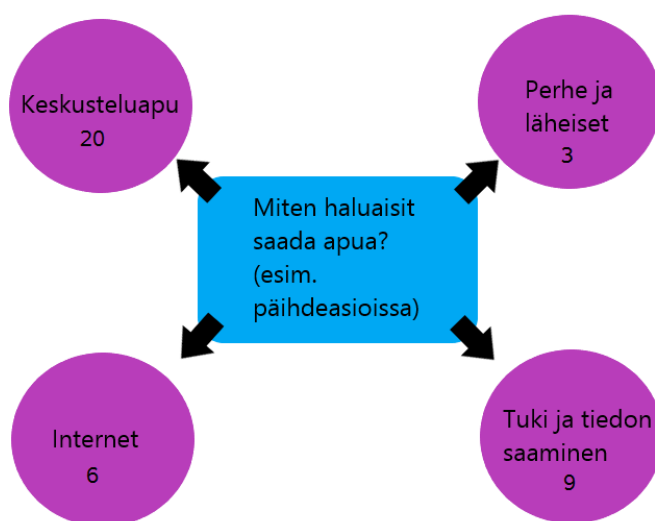 Keskusteluapu
20
Perhe ja
läheiset
3
Miten haluaisit
saada apua?
(esim.
päihdeasioissa)
Internet
6
Tuki ja tiedon
saaminen
9